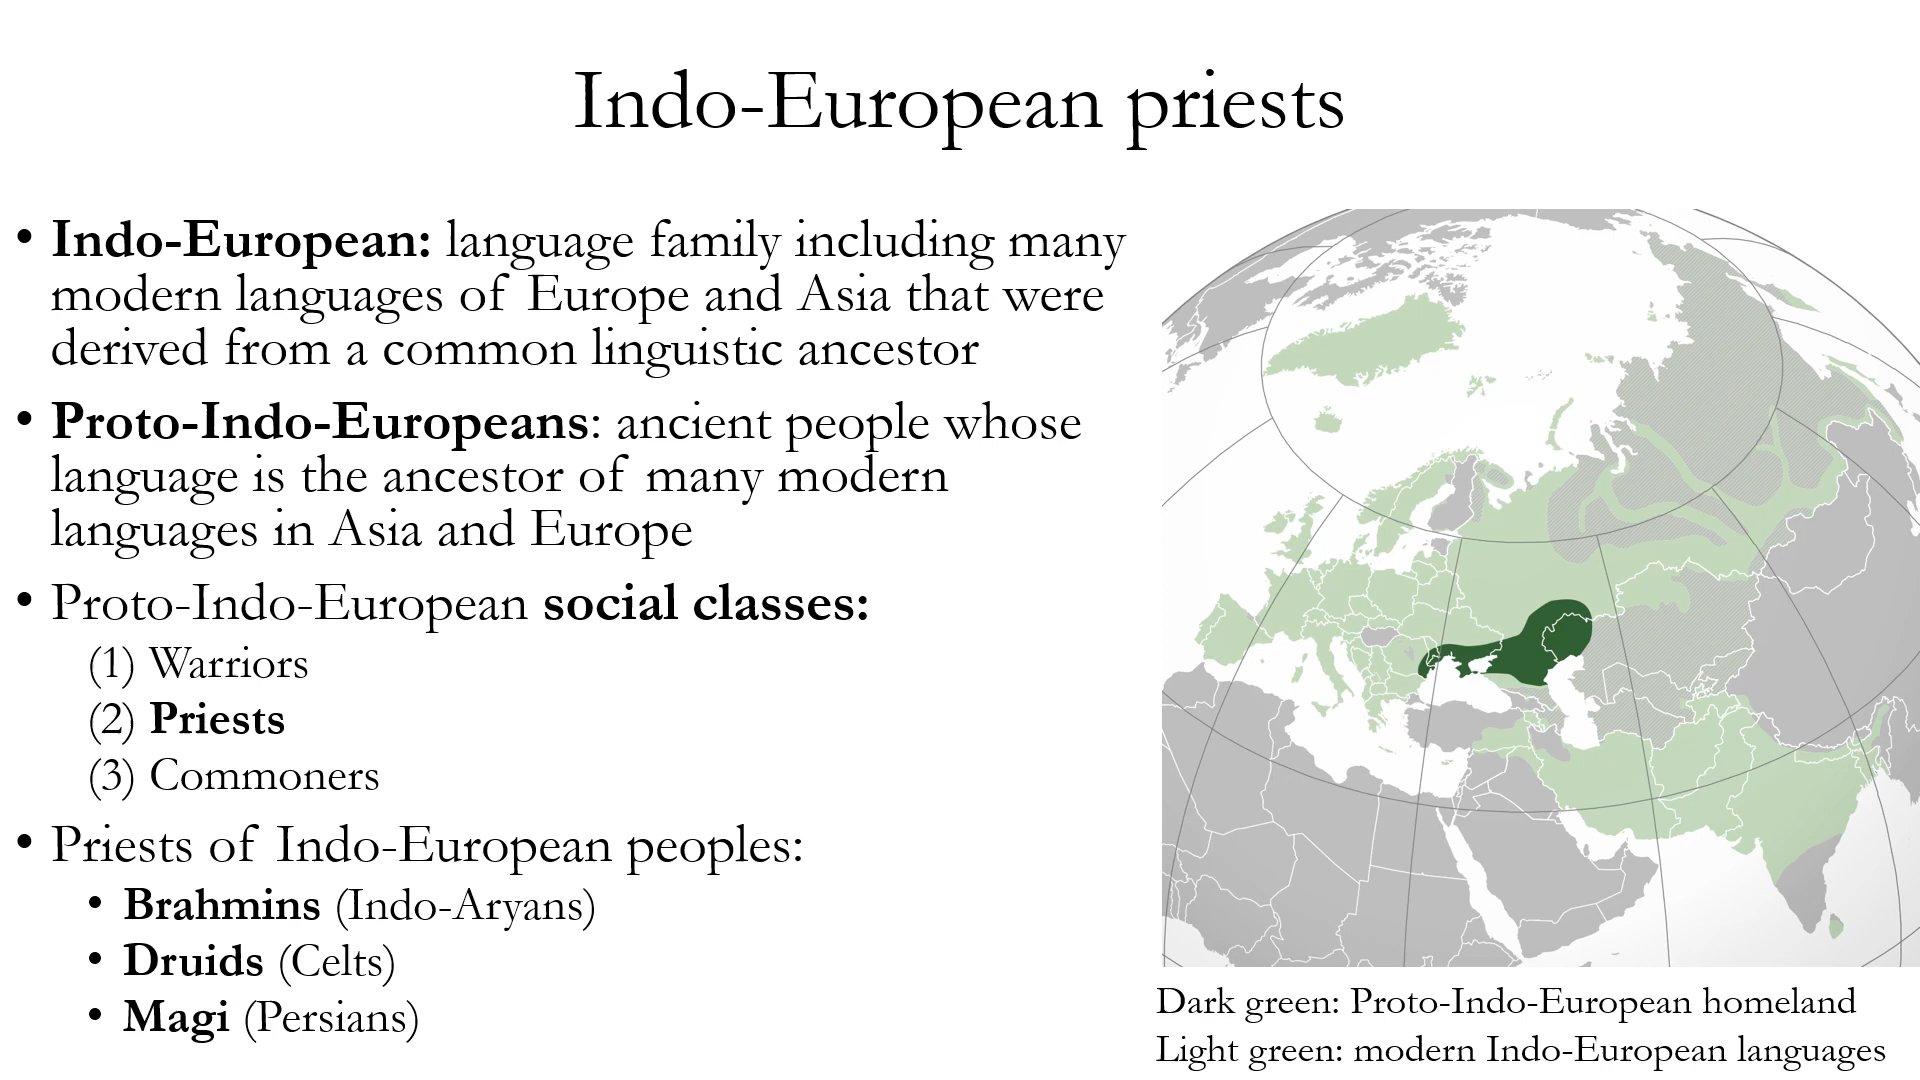 Indo-European priests
• Indo-European: language family including many
modern languages of Europe and Asia that were
derived from a common linguistic ancestor
• Proto-Indo-Europeans: ancient people whose
language is the ancestor of many modern
languages in Asia and Europe
• Proto-Indo-European social classes:
(1) Warriors
(2) Priests
(3) Commoners
• Priests of Indo-European peoples:
• Brahmins (Indo-Aryans)
• Druids (Celts)
• Magi (Persians)
Dark green: Proto-Indo-European homeland
Light green: modern Indo-European languages